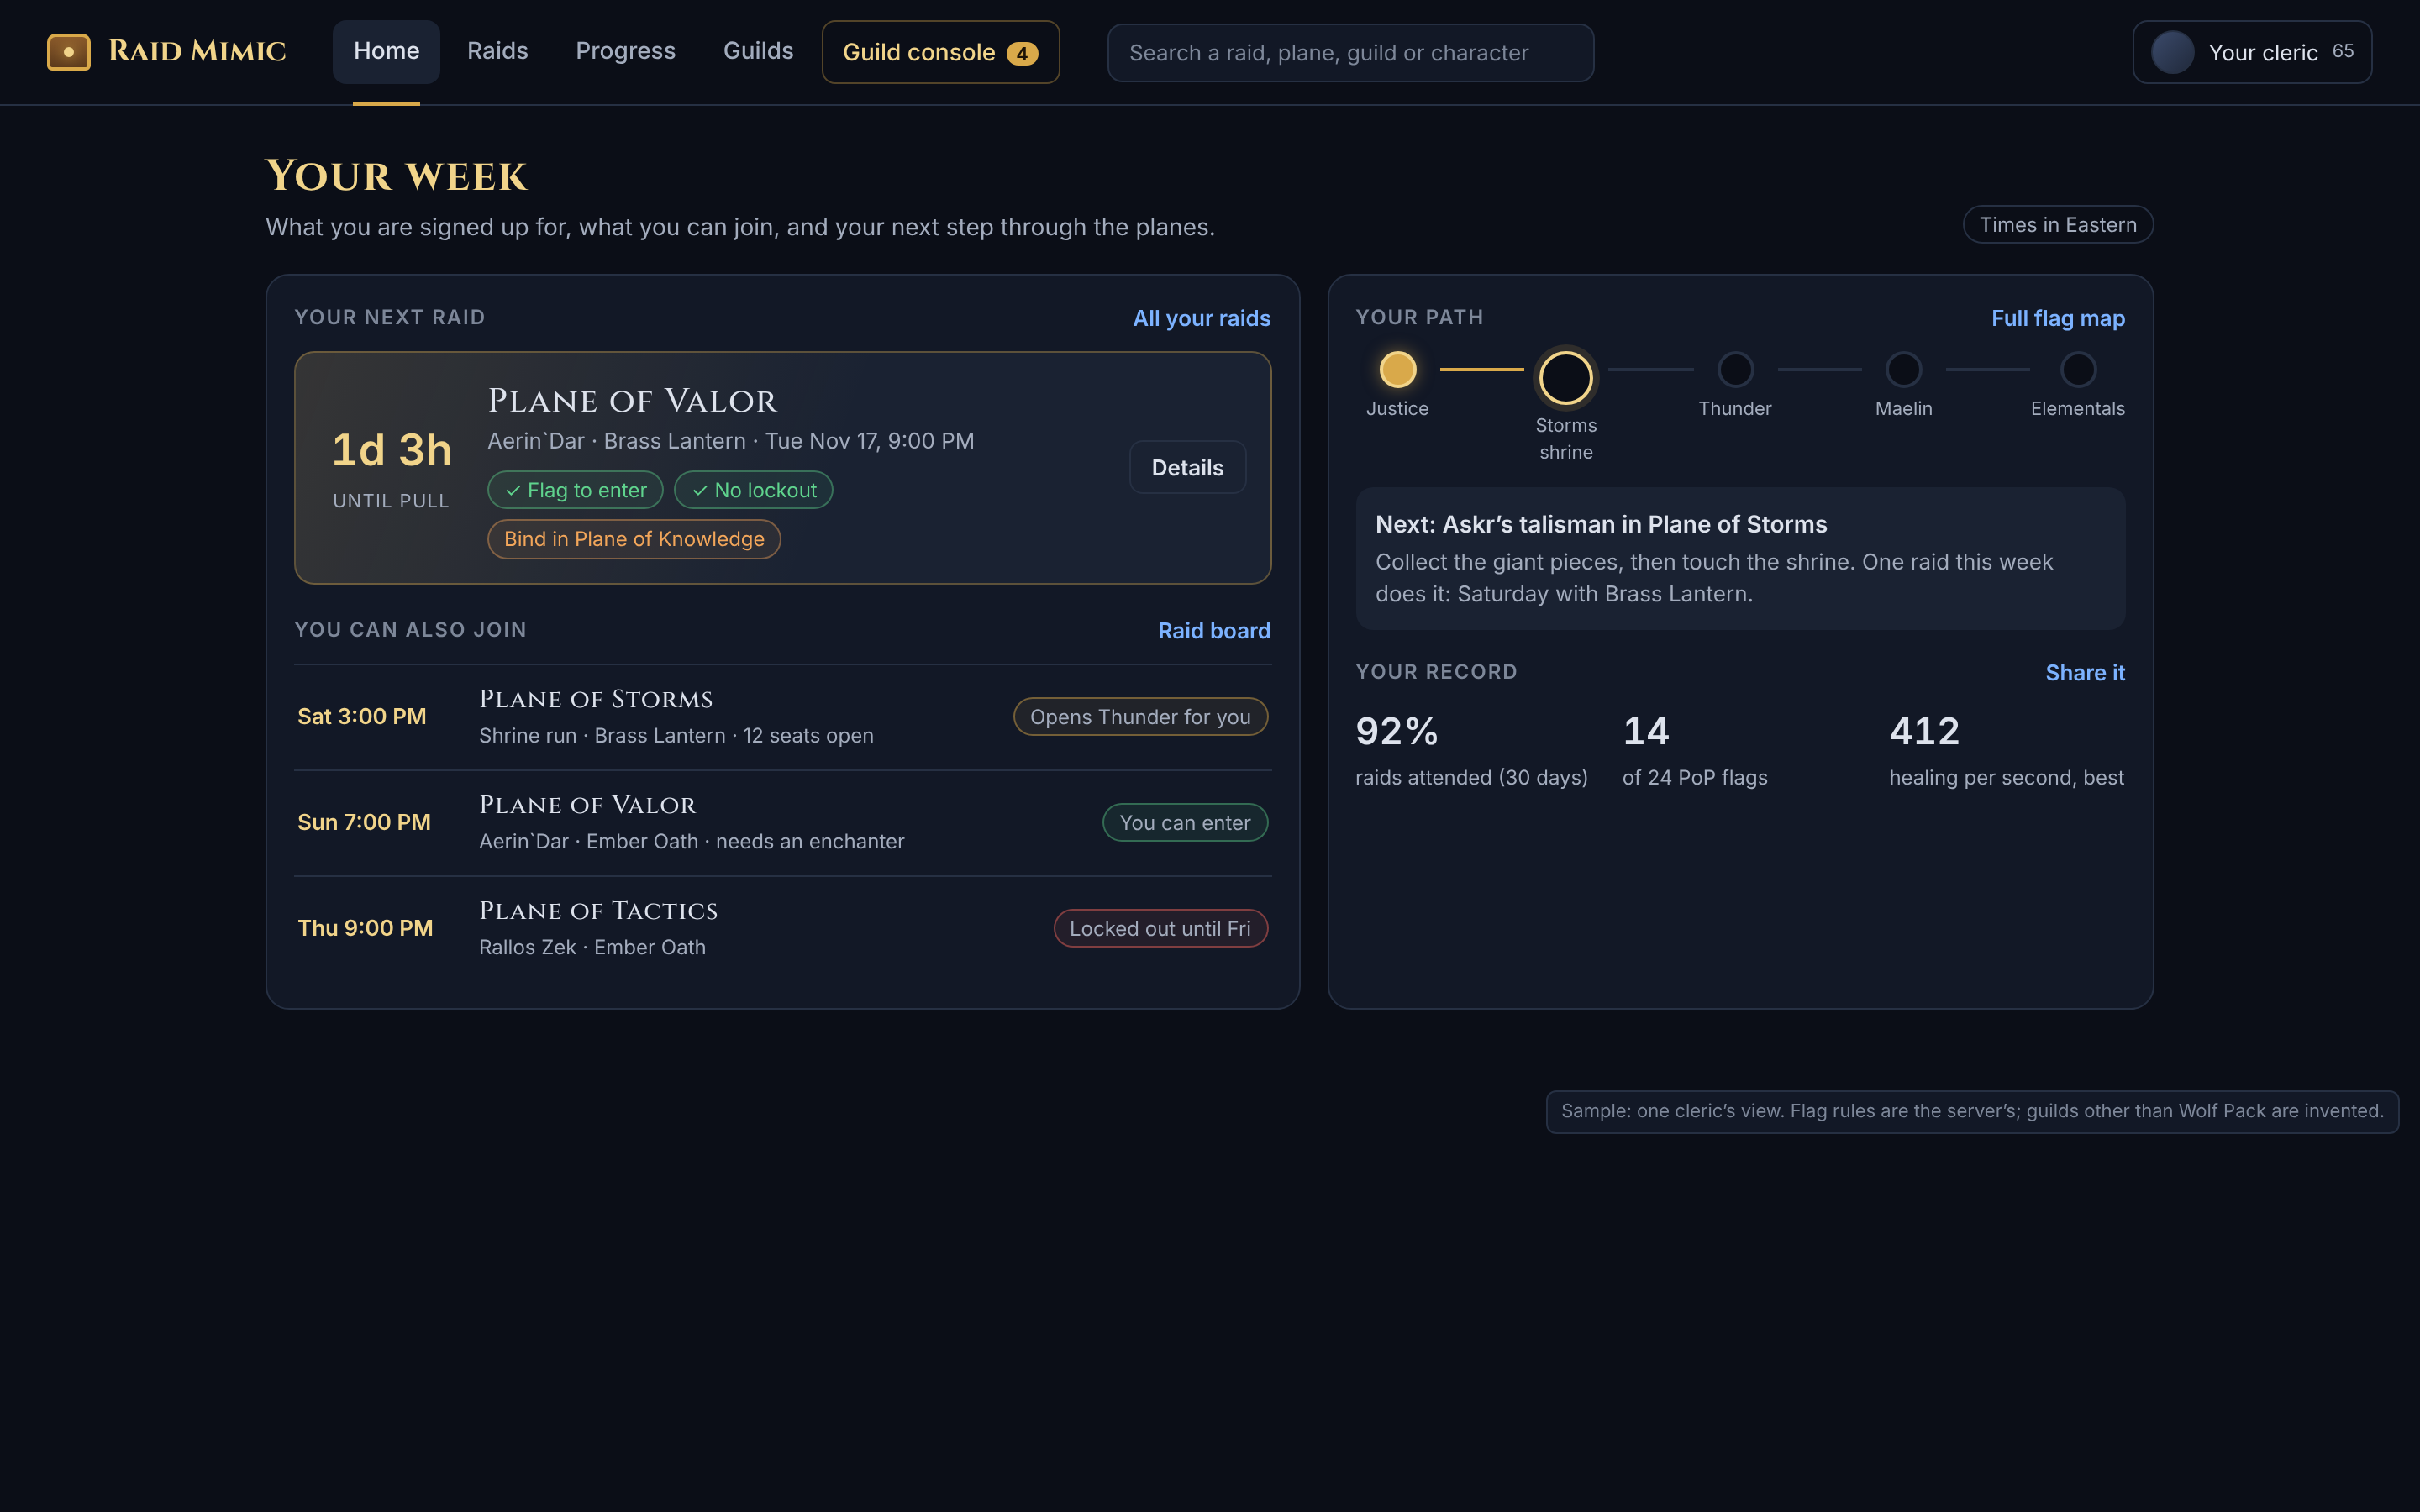 Raid Mimic
Home
Raids
Progress
Guilds
Guild console 4
Search a raid, plane, guild or character
Your cleric 65
Your week
What you are signed up for, what you can join, and your next step through the planes.
Times in Eastern
YOUR NEXT RAID
All your raids
1d 3h
UNTIL PULL
Plane of Valor
Aerin`Dar · Brass Lantern · Tue Nov 17, 9:00 PM
✓ Flag to enter
✓ No lockout
Bind in Plane of Knowledge
Details
YOU CAN ALSO JOIN
Raid board
Sat 3:00 PM
Plane of Storms
Shrine run · Brass Lantern · 12 seats open
Opens Thunder for you
Sun 7:00 PM
Plane of Valor
Aerin`Dar · Ember Oath · needs an enchanter
You can enter
Thu 9:00 PM
Plane of Tactics
Rallos Zek · Ember Oath
Locked out until Fri
YOUR PATH
Full flag map
Justice
Storms
shrine
Thunder
Maelin
Elementals
Next: Askr’s talisman in Plane of Storms
Collect the giant pieces, then touch the shrine. One raid this week
does it: Saturday with Brass Lantern.
YOUR RECORD
Share it
92%
raids attended (30 days)
14
of 24 PoP flags
412
healing per second, best
Sample: one cleric’s view. Flag rules are the server’s; guilds other than Wolf Pack are invented.